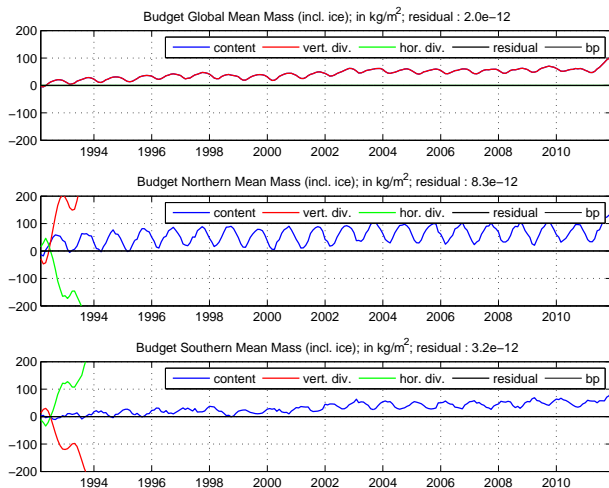 Budget Global Mean Mass (incl. ice); in kg/m²; residual : 2.0e−12
200
100
0
−100
−200
content vert. div. hor. div. residual bp
1994 1996 1998 2000 2002 2004 2006 2008 2010
Budget Northern Mean Mass (incl. ice); in kg/m²; residual : 8.3e−12
200
100
0
−100
−200
content vert. div. hor. div. residual bp
1994 1996 1998 2000 2002 2004 2006 2008 2010
Budget Southern Mean Mass (incl. ice); in kg/m²; residual : 3.2e−12
200
100
0
−100
−200
content vert. div. hor. div. residual bp
1994 1996 1998 2000 2002 2004 2006 2008 2010